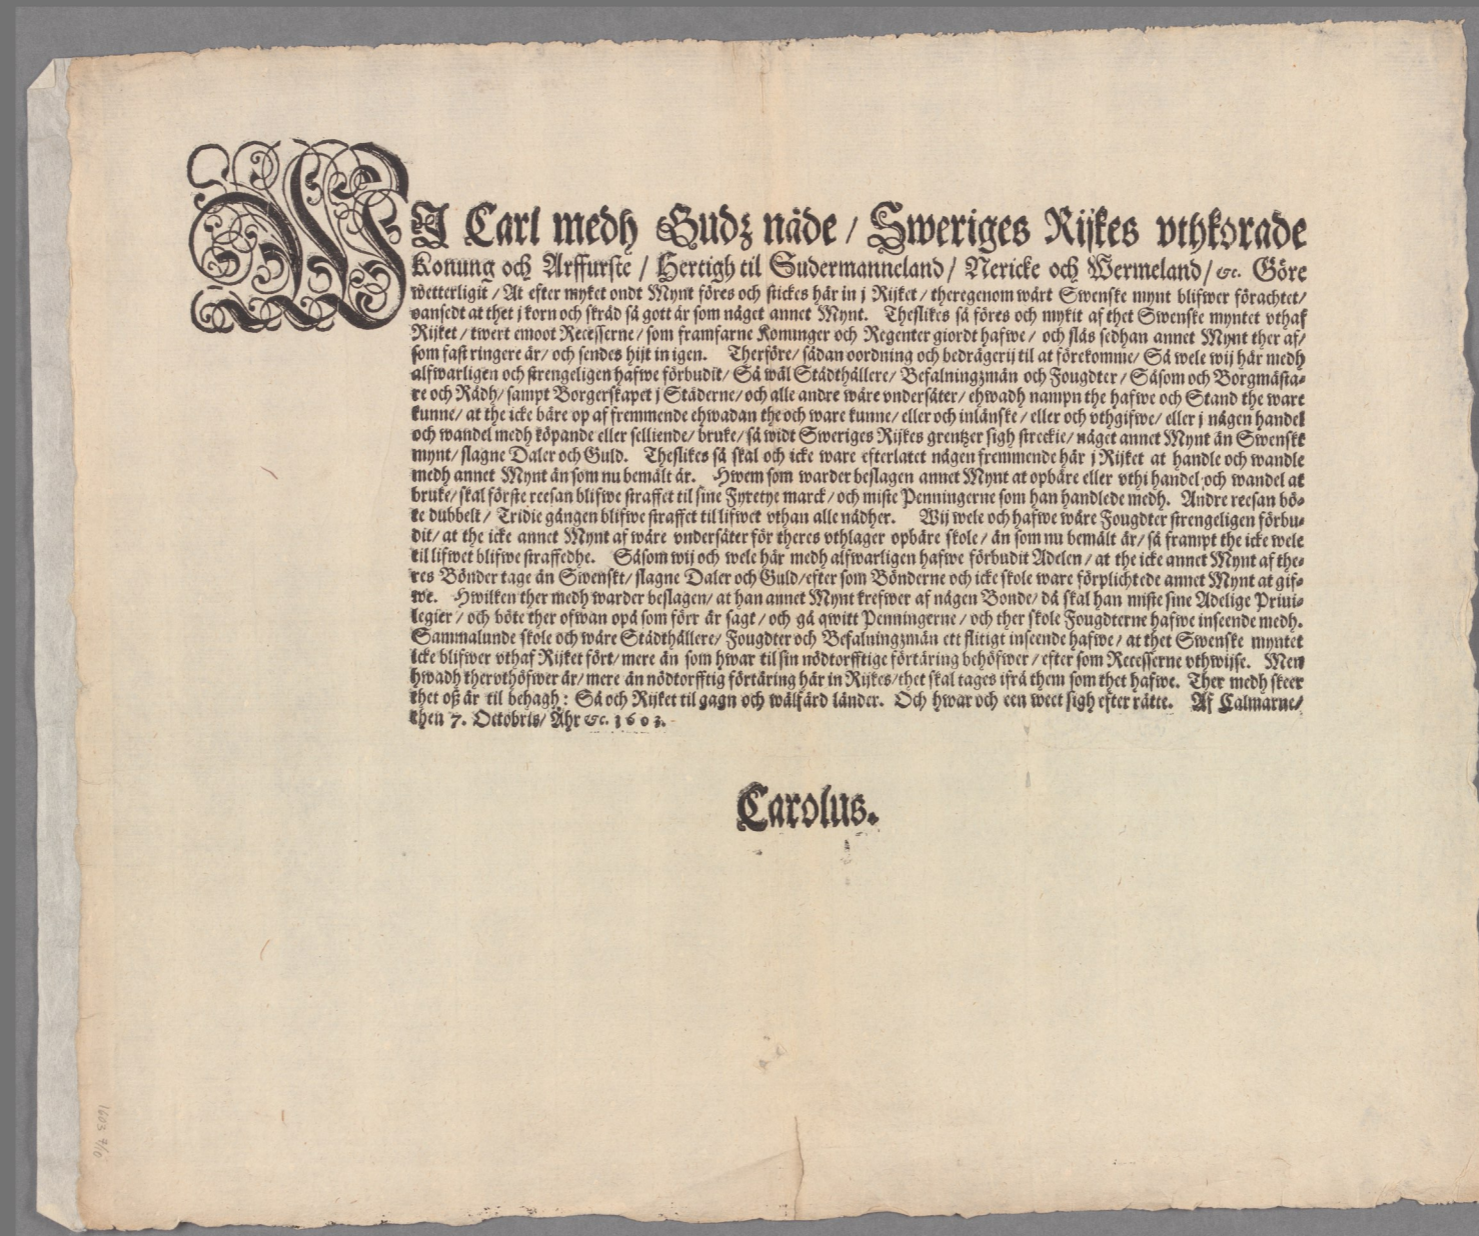 WJ Carl medh Gudz nåde / Sweriges Rijkes vthkorade
Konung och Arffurste / Hertigh til Sudermanneland / Nericke och Wermeland / &c. Göre
wetterligit / At efter myket ondt Mynt föres och stickes här in j Rijket / theregenom wårt Swenske mynt blifwer förachtet /
oansedt at thet j korn och skråd så gott är som någet annet Mynt. Theslikes så föres och mykit af thet Swenske myntet vthaf
Rijket / twert emoot Recesserne / som framfarne Konunger och Regenter giordt hafwe / och slås sedhan annet Mynt ther af /
som fast ringere är / och sendes hijt in igen. Therföre / sådan oordning och bedrägerij til at förekomme / Så wele wij här medh
alfwarligen och strengeligen hafwe förbudit / Så wäl Städthållere / Befalningzmän och Fougdter / Såsom och Borgmästa-
re och Rådh / sampt Borgerskapet j Städerne / och alle andre wåre vndersåter / ehwadh nampn the hafwe och Stand the ware
kunne / at the icke bäre op af fremmende ehwadan the och ware kunne / eller och inlänske / eller och vthgifwe / eller j någen handel
och wandel medh köpande eller selliende / bruke / så widt Sweriges Rijkes grentzer sigh streckie / någet annet Mynt än Swenskt
mynt / slagne Daler och Guld. Theslikes så skal och icke ware efterlatet någen fremmende här j Rijket at handle och wandle
medh annet Mynt än som nu bemält är. Hwem som warder beslagen annet Mynt at opbäre eller vthi handel och wandel at
bruke / skal förste reesan blifwe straffet til sine Fyretye marck / och miste Penningerne som han handlede medh. Andre reesan bö-
te dubbelt / Tridie gången blifwe straffet til lifwet vthan alle nådher. Wij wele och hafwe wåre Fougdter strengeligen förbu-
dit / at the icke annet Mynt af wåre vndersåter för theres vthlager opbäre skole / än som nu bemält är / så frampt the icke wele
til lifwet blifwe straffedhe. Såsom wij och wele här medh alfwarligen hafwe förbudit Adelen / at the icke annet Mynt af the-
res Bönder tage än Swenskt / slagne Daler och Guld / efter som Bönderne och icke skole ware förplichtede annet Mynt at gif-
we. Hwilken ther medh warder beslagen / at han annet Mynt krefwer af någen Bonde / då skal han miste sine Adelige Priui-
legier / och böte ther ofwan opå som förr är sagt / och gå qwitt Penningerne / och ther skole Fougdterne hafwe inseende medh.
Sammalunde skole och wåre Städthållere / Fougdter och Befalningzmän ett flitigt inseende hafwe / at thet Swenske myntet
icke blifwer vthaf Rijket fört / mere än som hwar til sin nödtorfftige förtäring behöfwer / efter som Recesserne vthwijse. Men
hwadh ther vthöfwer är / mere än nödtorfftig förtäring här in Rijkes / thet skal tages ifrå them som thet hafwe. Ther medh skeer
thet oß är til behagh : Så och Rijket til gagn och wälfärd länder. Och hwar och een weet sigh efter rätte. Af Calmarne /
then 7. Octobris / Åhr &c. 1603.
Carolus.
1603 7/10